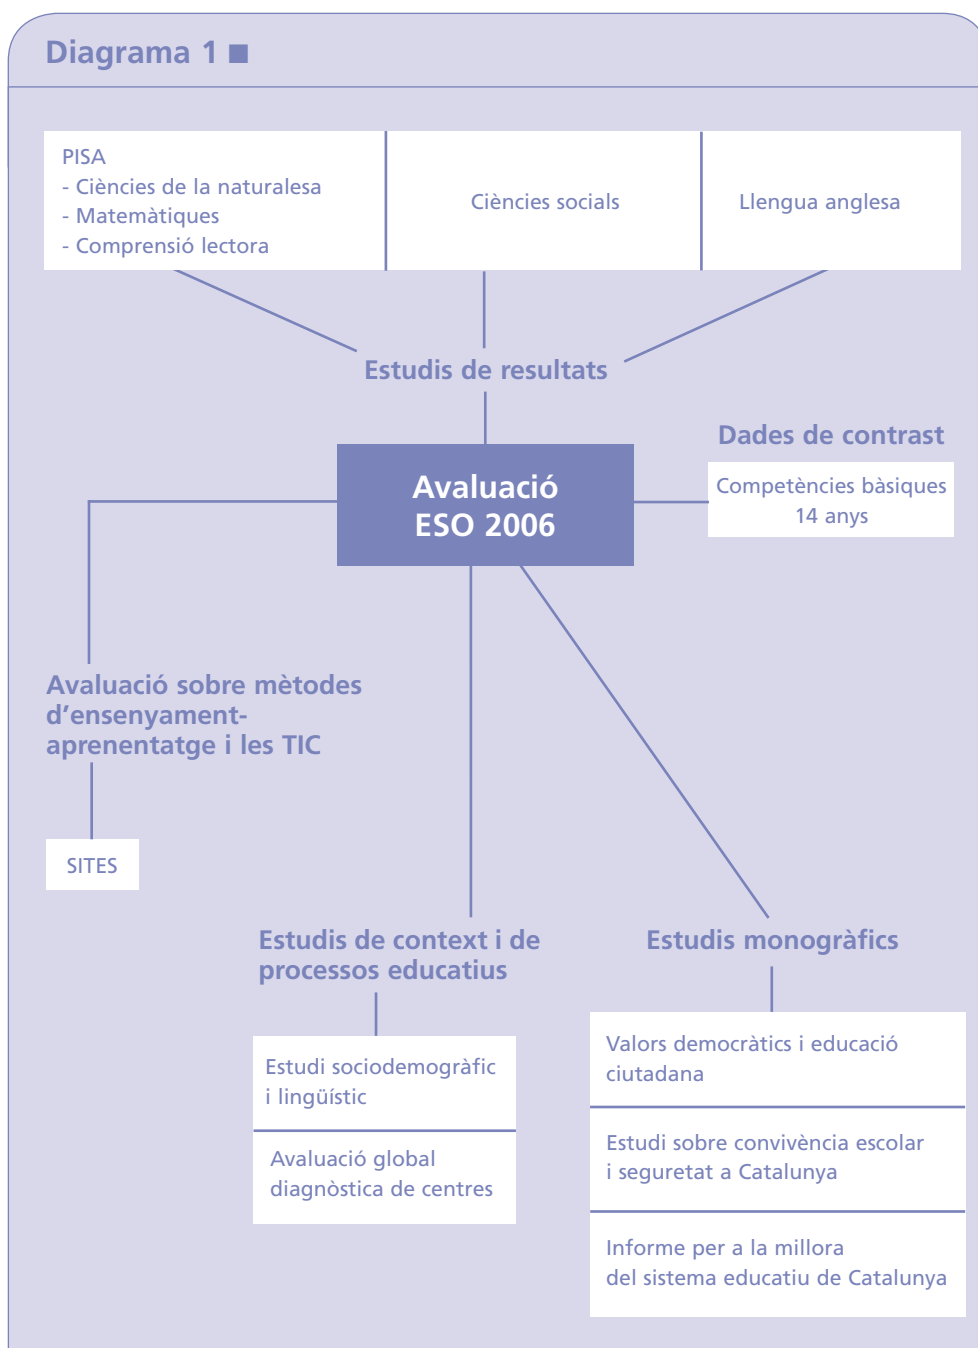 Diagrama 1 ■
PISA
- Ciències de la naturalesa
- Matemàtiques
- Comprensió lectora
Ciències socials
Llengua anglesa
Estudis de resultats
Dades de contrast
Competències bàsiques
14 anys
Avaluació
ESO 2006
Avaluació sobre mètodes
d’ensenyament-
aprenentatge i les TIC
SITES
Estudis de context i de
processos educatius
Estudi sociodemogràfic
i lingüístic
Avaluació global
diagnòstica de centres
Estudis monogràfics
Valors democràtics i educació
ciutadana
Estudi sobre convivència escolar
i seguretat a Catalunya
Informe per a la millora
del sistema educatiu de Catalunya